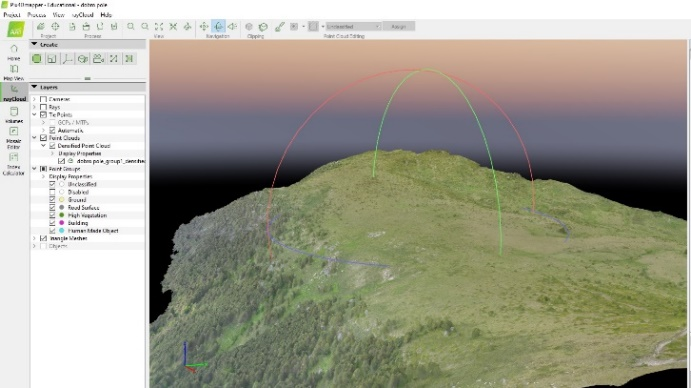 Pix4Dmapper - Educational - dobro pole
Project Process View rayCloud Help
Unclassified Assign
Project Process View Navigation Clipping Point Cloud Editing
Home
Map View
rayCloud
Volumes
Mosaic
Editor
Index
Calculator
Create
Layers
Cameras
Rays
Tie Points
GCPs / MTPs
Automatic
Point Clouds
Densified Point Cloud
Display Properties
dobro pole_group1_densified
Point Groups
Display Properties
Unclassified
Disabled
Ground
Road Surface
High Vegetation
Building
Human Made Object
Triangle Meshes
Objects